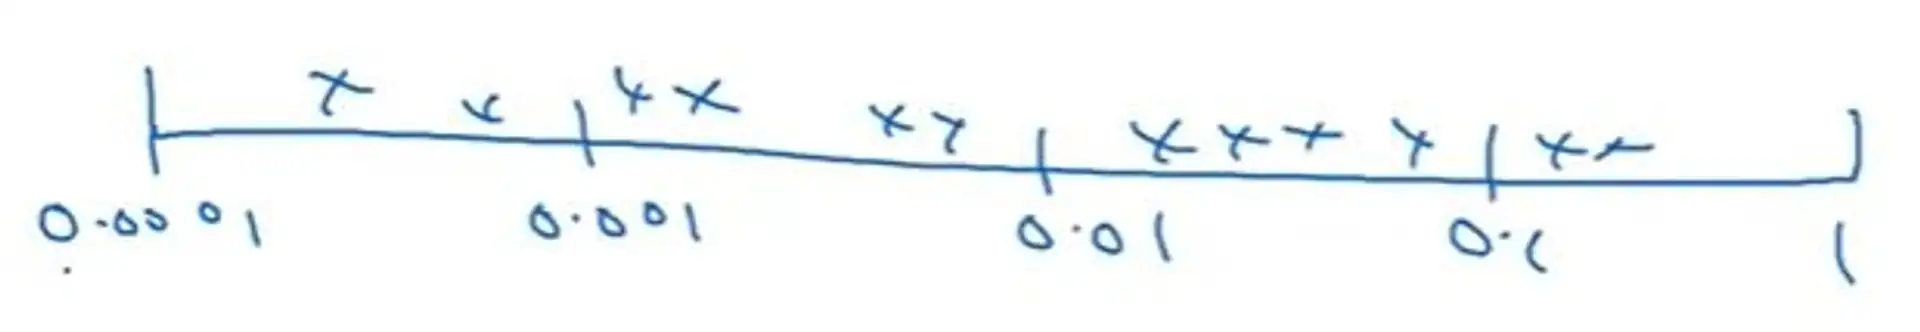 x x x x x x x x x x x x
0.0001 0.001 0.01 0.1 1